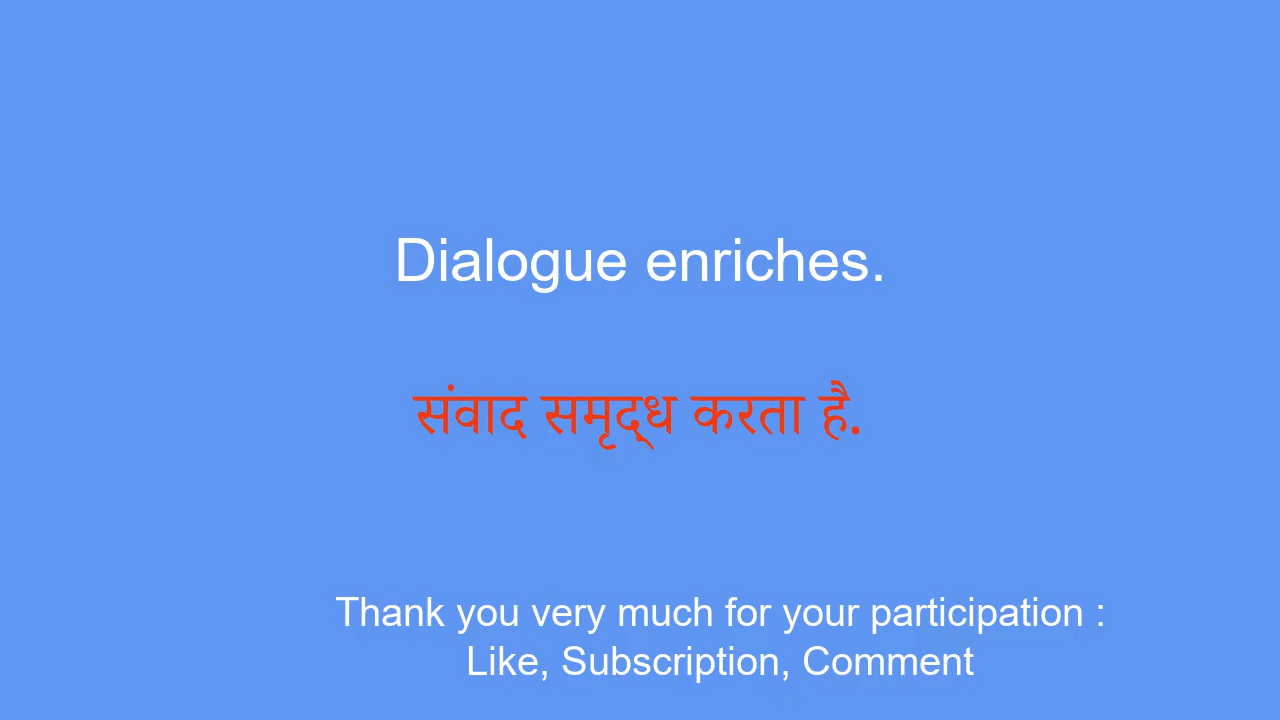 Dialogue enriches.
संवाद समृद्ध करता है.
Thank you very much for your participation :
Like, Subscription, Comment